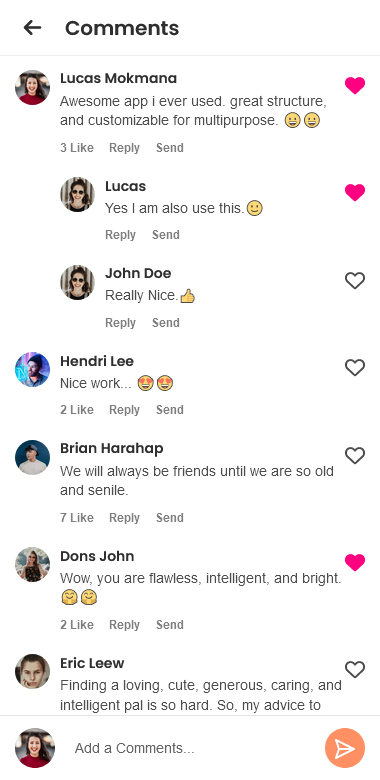 Comments
Lucas Mokmana
Awesome app i ever used. great structure,
and customizable for multipurpose. 😀😀
3 Like Reply Send
Lucas
Yes I am also use this.🙂
Reply Send
John Doe
Really Nice.👍
Reply Send
Hendri Lee
Nice work... 🤩🤩
2 Like Reply Send
Brian Harahap
We will always be friends until we are so old
and senile.
7 Like Reply Send
Dons John
Wow, you are flawless, intelligent, and bright.
🤗🤗
2 Like Reply Send
Eric Leew
Finding a loving, cute, generous, caring, and
intelligent pal is so hard. So, my advice to
Add a Comments...